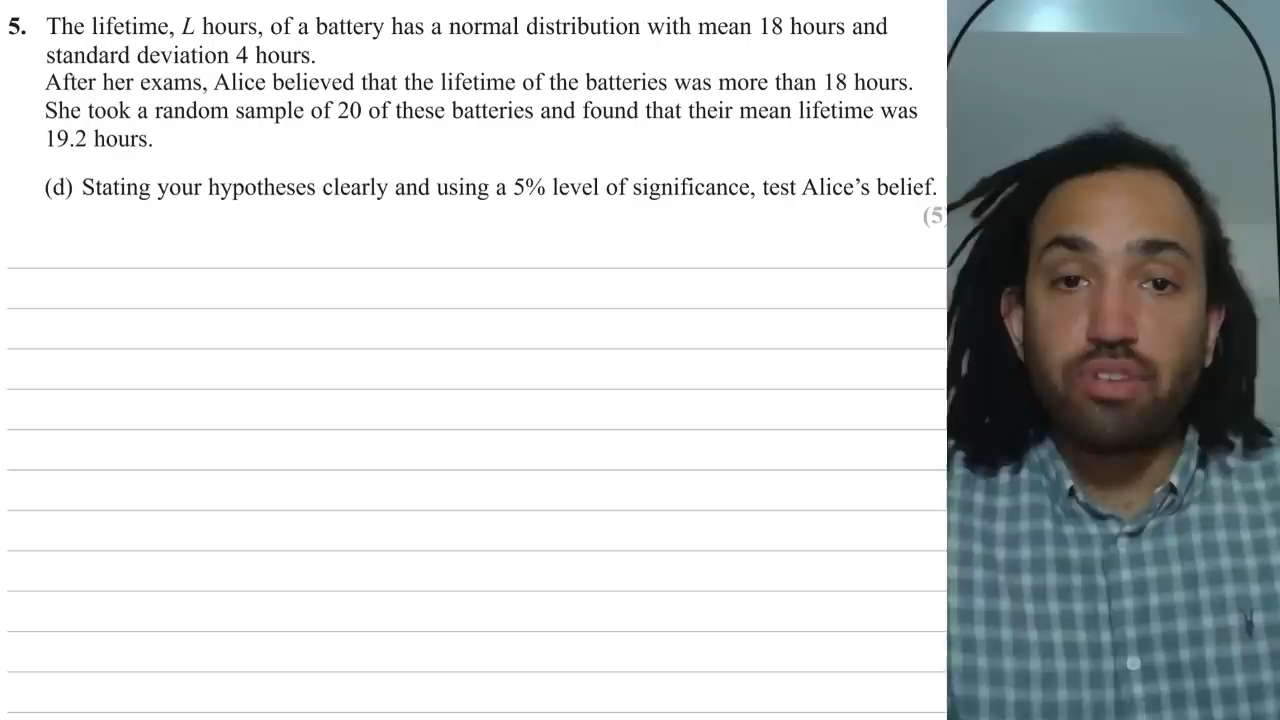 5. The lifetime, L hours, of a battery has a normal distribution with mean 18 hours and
standard deviation 4 hours.
After her exams, Alice believed that the lifetime of the batteries was more than 18 hours.
She took a random sample of 20 of these batteries and found that their mean lifetime was
19.2 hours.
(d) Stating your hypotheses clearly and using a 5% level of significance, test Alice’s belief.
(5